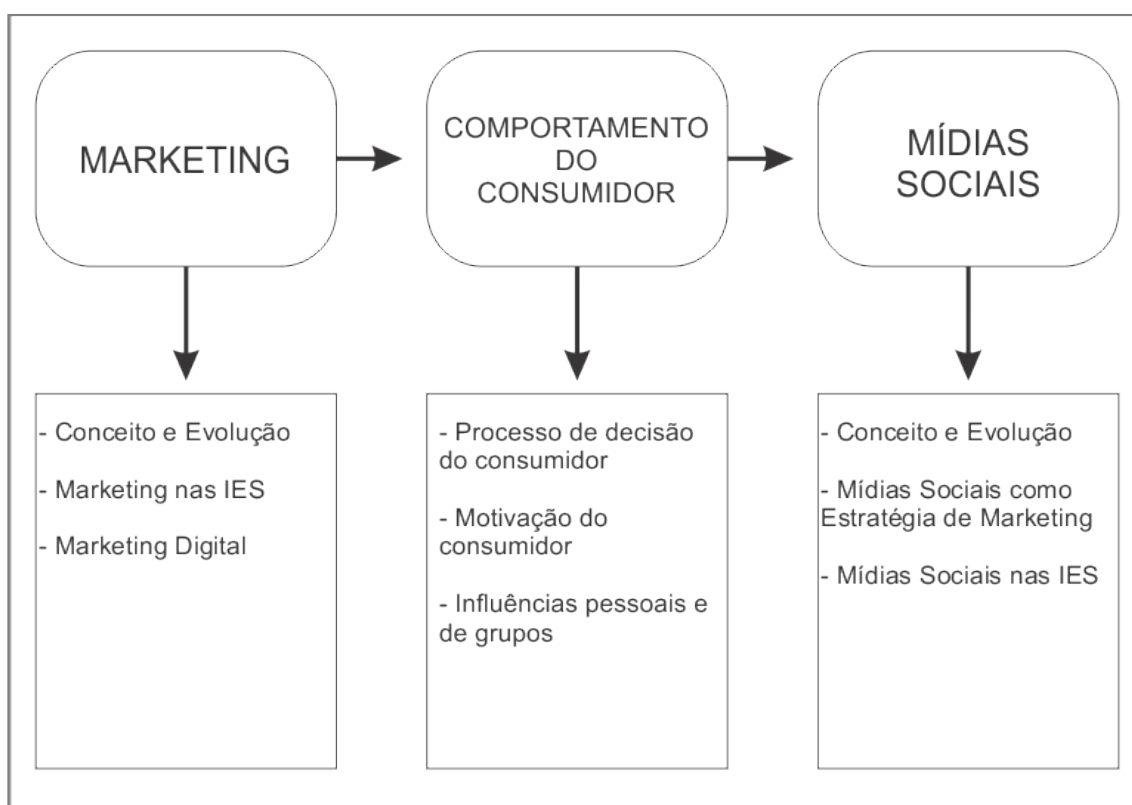 MARKETING
COMPORTAMENTO
DO
CONSUMIDOR
MÍDIAS
SOCIAIS
- Conceito e Evolução
- Marketing nas IES
- Marketing Digital
- Processo de decisão
do consumidor
- Motivação do
consumidor
- Influências pessoais e
de grupos
- Conceito e Evolução
- Mídias Sociais como
Estratégia de Marketing
- Mídias Sociais nas IES